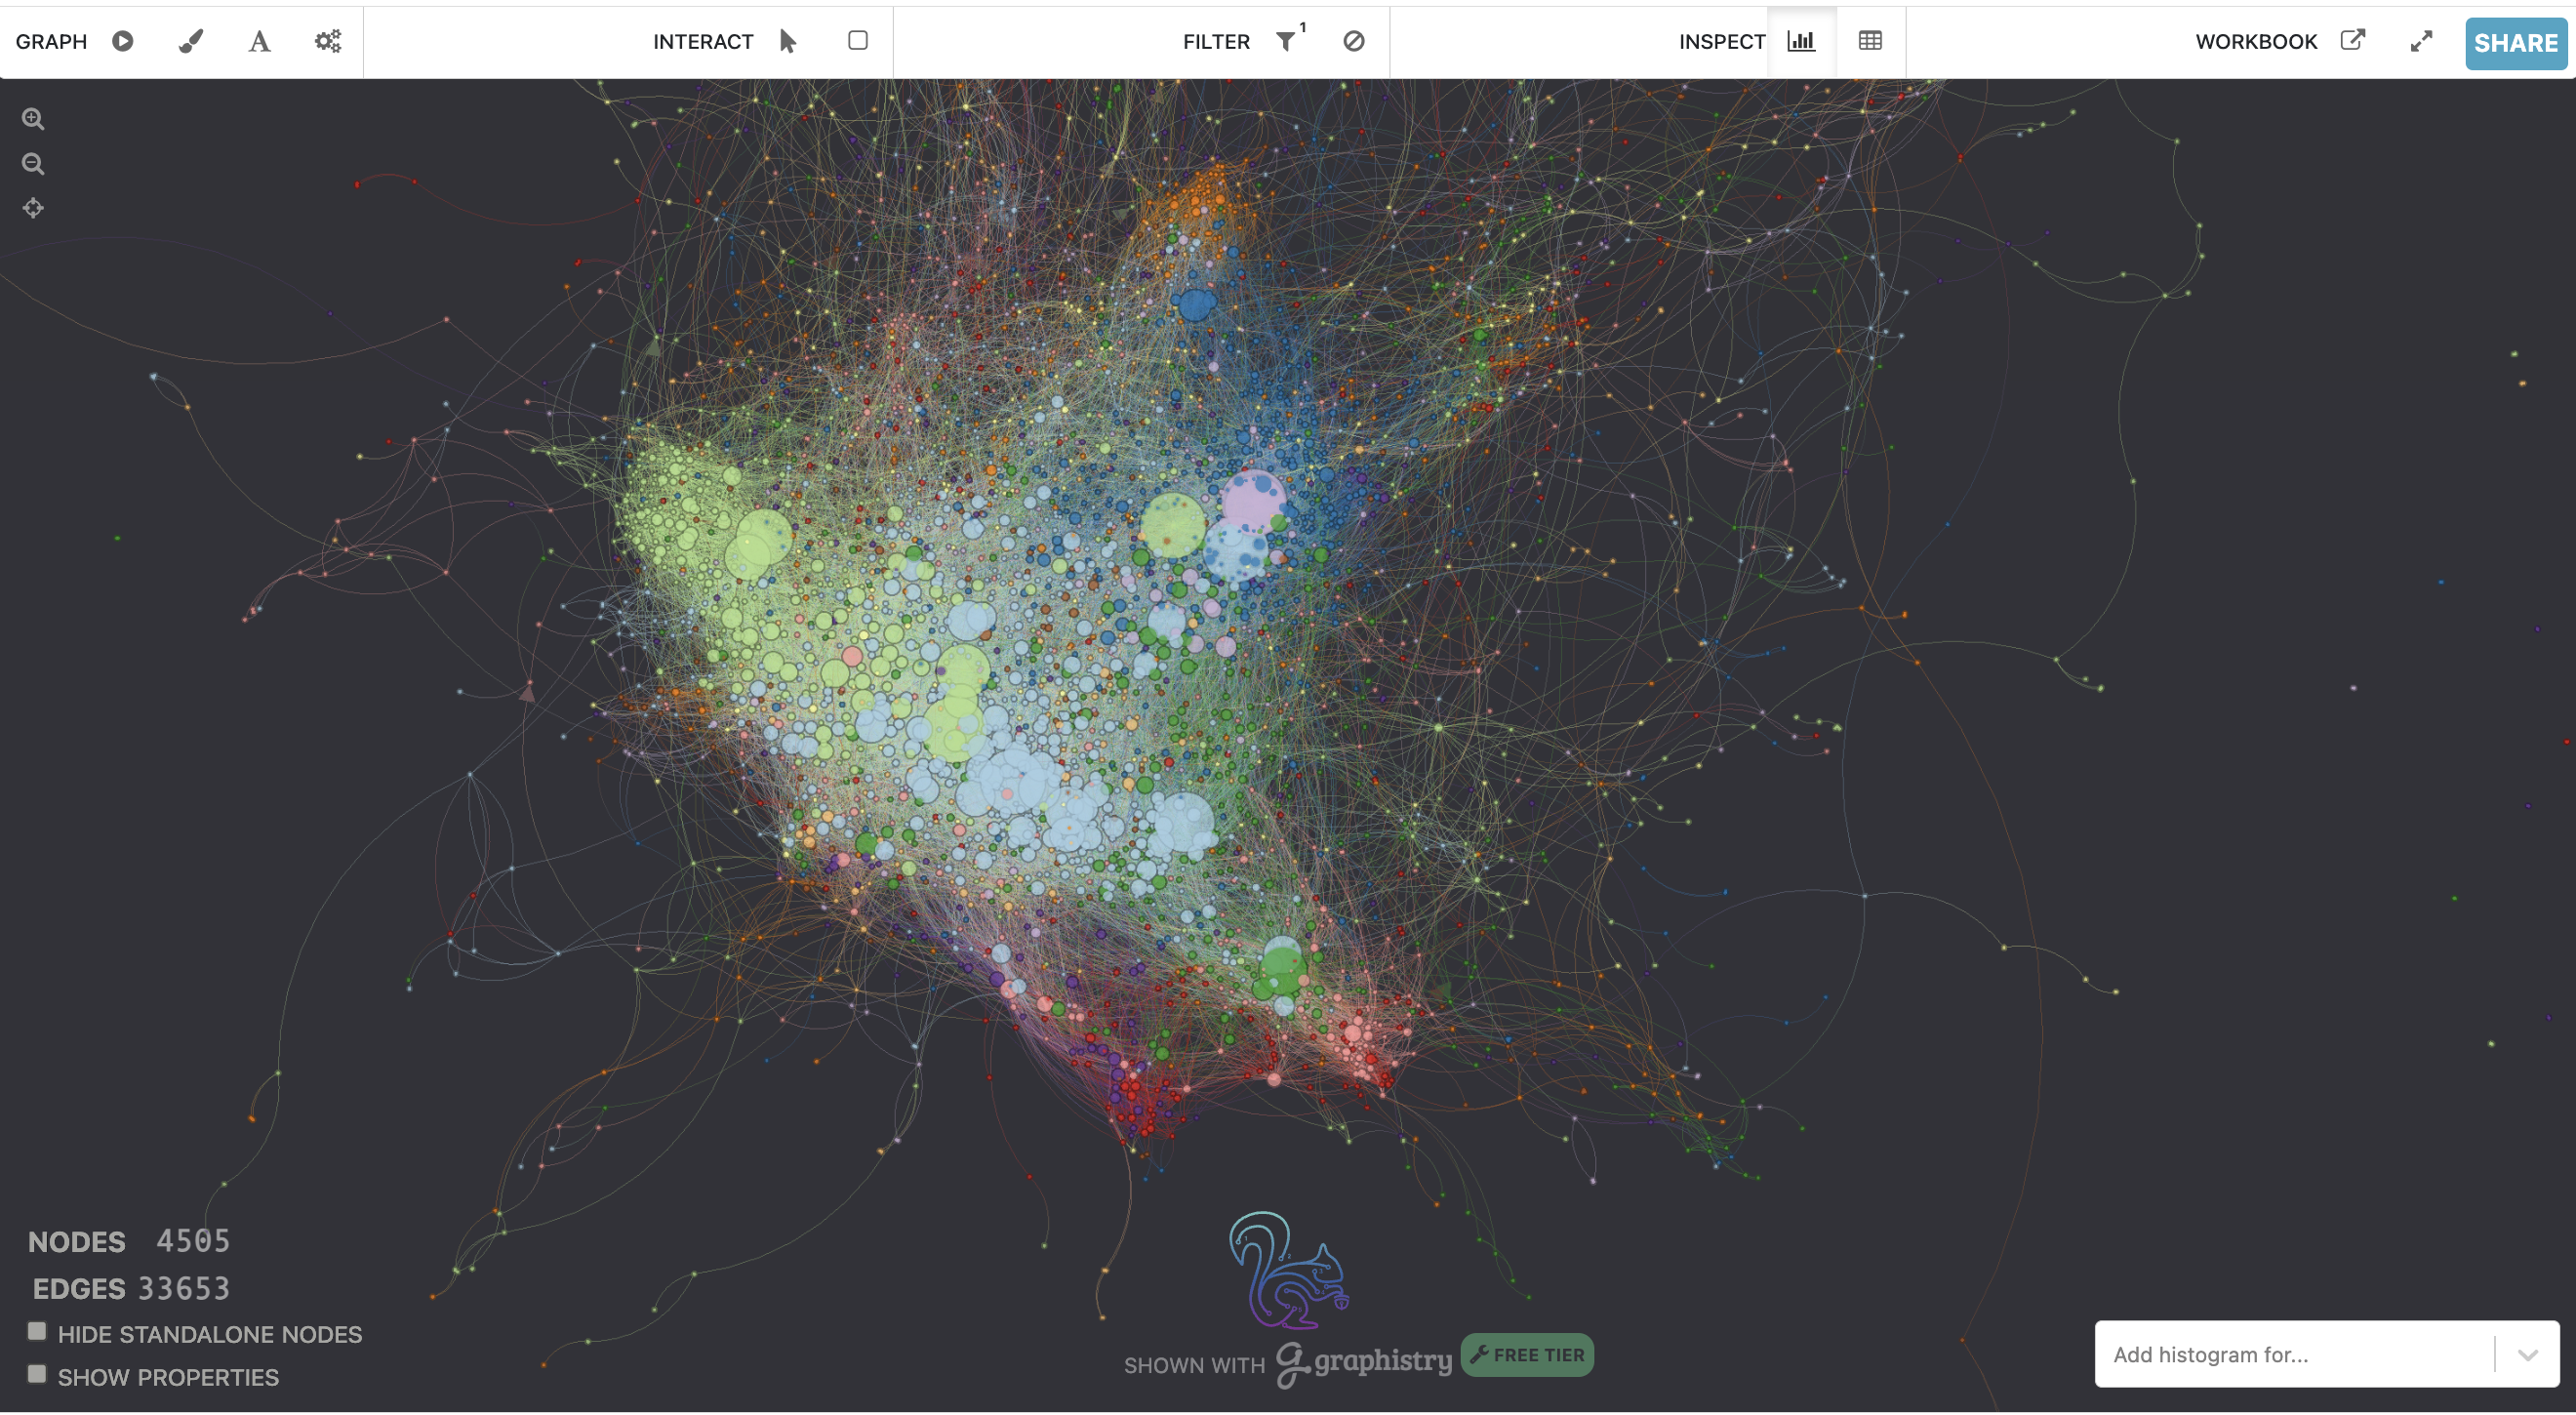 GRAPH
INTERACT
FILTER 1
INSPECT
WORKBOOK
SHARE
NODES 4505
EDGES 33653
HIDE STANDALONE NODES
SHOW PROPERTIES
SHOWN WITH graphistry FREE TIER
Add histogram for...